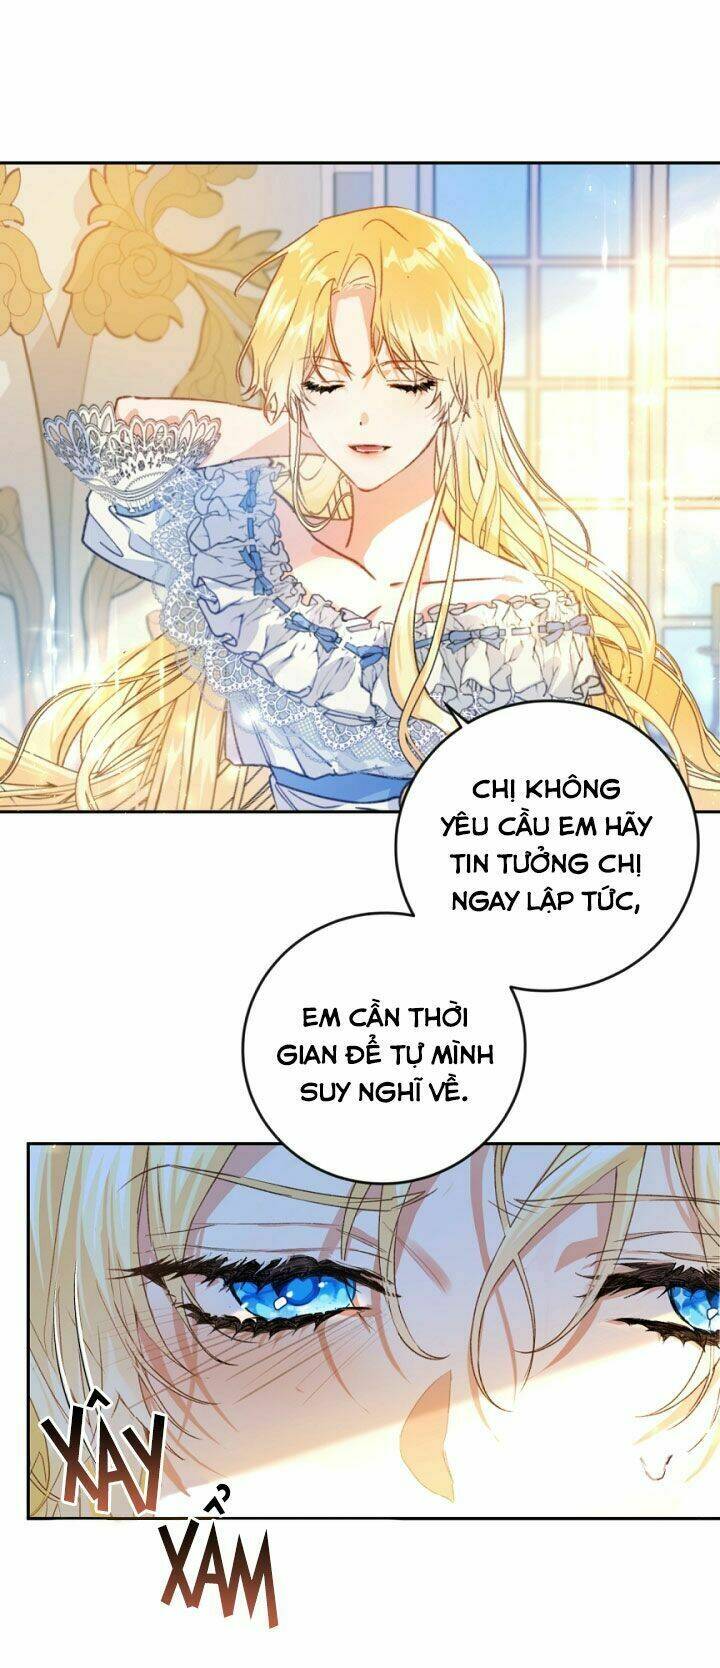 CHỊ KHÔNG
YÊU CẦU EM HÃY
TIN TƯỞNG CHỊ
NGAY LẬP TỨC,
EM CẦN THỜI
GIAN ĐỂ TỰ MÌNH
SUY NGHĨ VỀ.
XÂY
XẨM